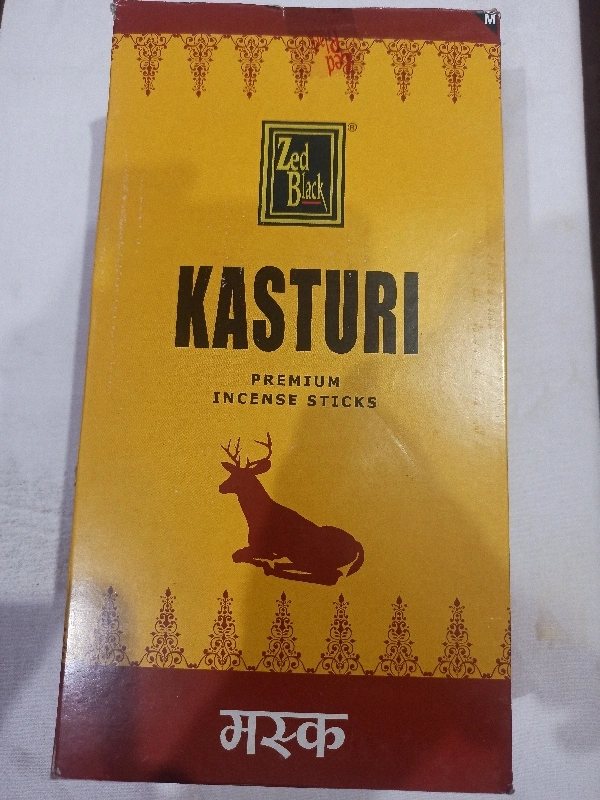 M
Zed
Black
®
KASTURI
PREMIUM
INCENSE STICKS
मस्क